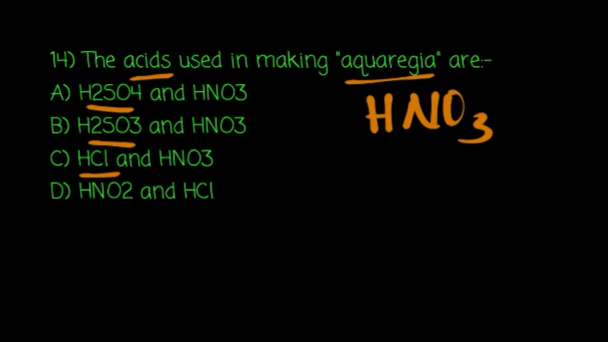 14) The acids used in making "aquaregia" are:-
A) H2SO4 and HNO3
B) H2SO3 and HNO3
C) HCl and HNO3
D) HNO2 and HCl
HNO3